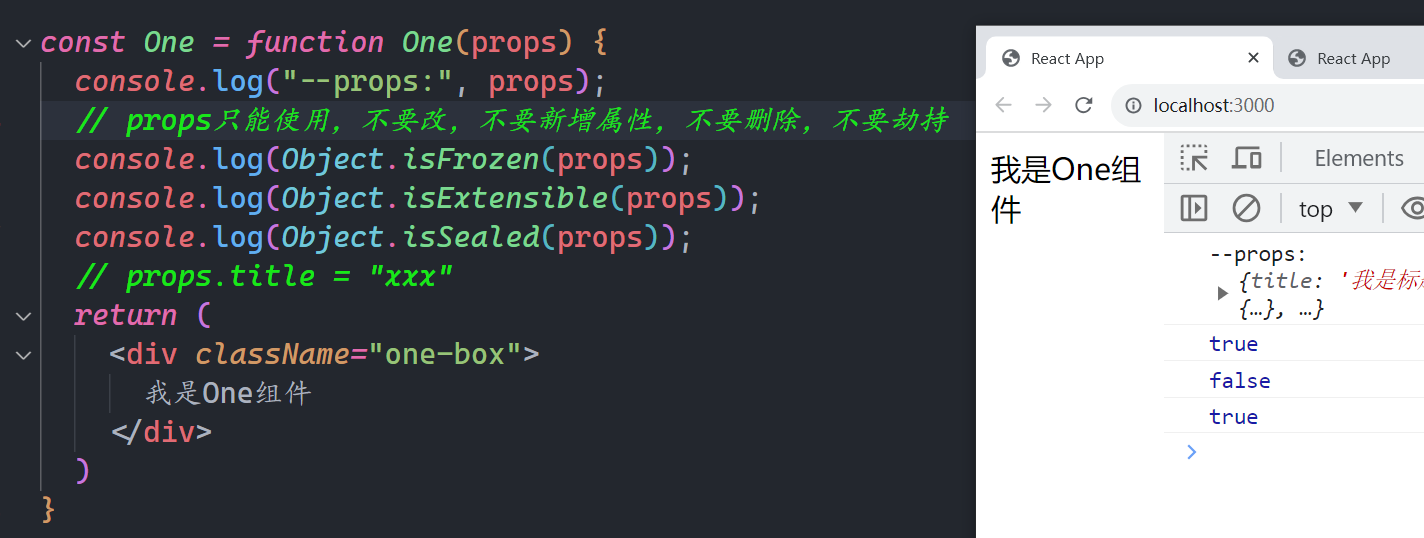 const One = function One(props) {
console.log("--props:", props);
// props只能使用，不要改，不要新增属性，不要删除，不要劫持
console.log(Object.isFrozen(props));
console.log(Object.isExtensible(props));
console.log(Object.isSealed(props));
// props.title = "xxx"
return (
<div className="one-box">
我是One组件
</div>
)
}
React App
React App
localhost:3000
我是One组
件
Elements
top
--props:
{title: '我是标
{…}, …}
true
false
true